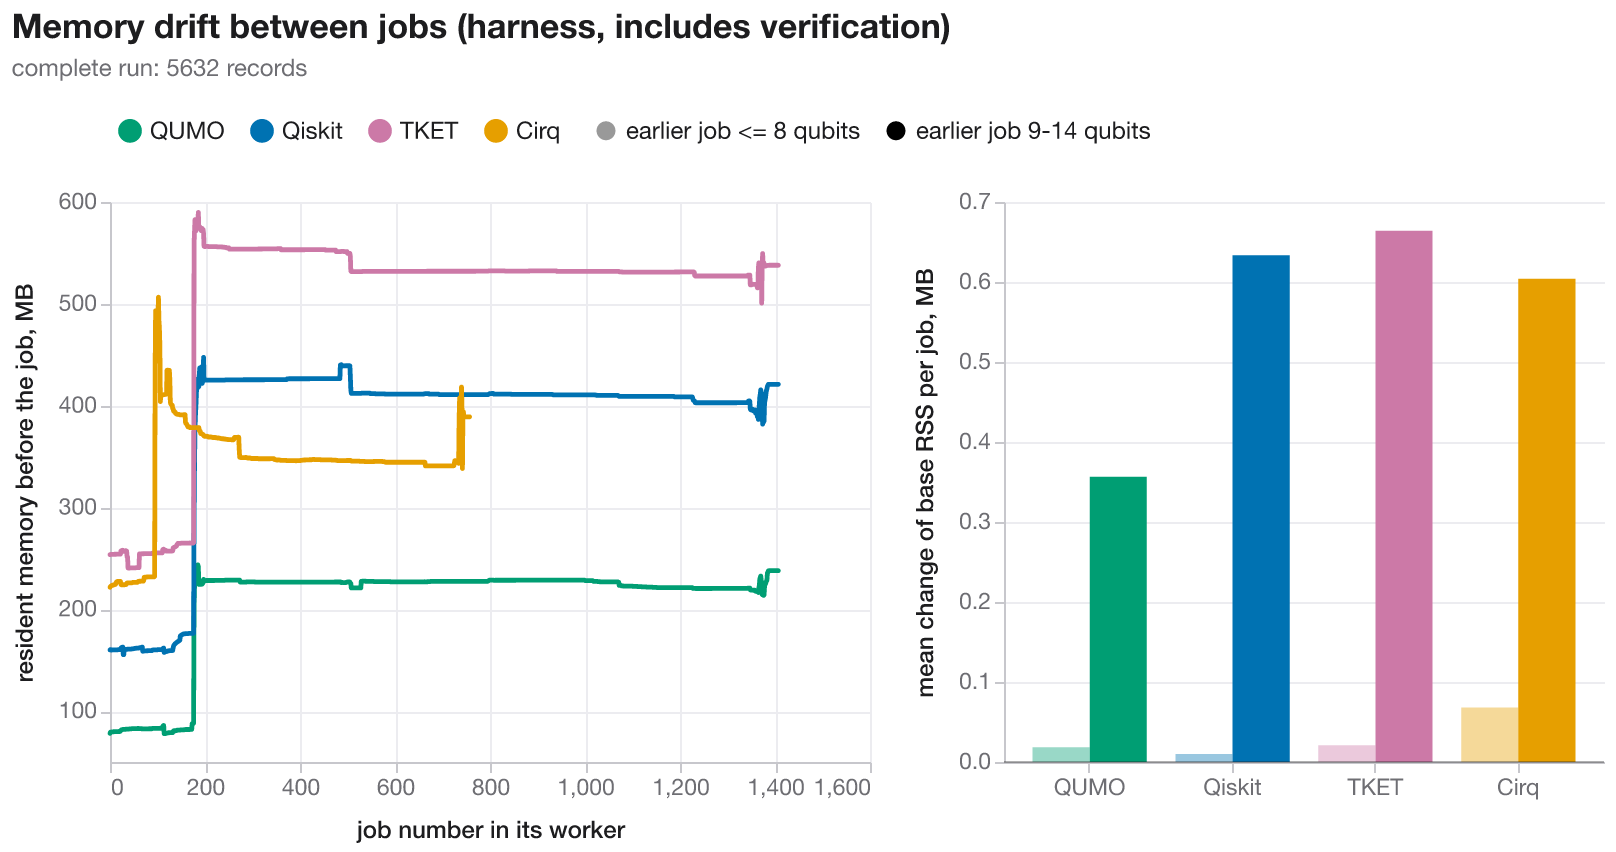 Memory drift between jobs (harness, includes verification)
complete run: 5632 records
QUMO Qiskit TKET Cirq earlier job <= 8 qubits earlier job 9-14 qubits
resident memory before the job, MB
600
500
400
300
200
100
0 200 400 600 800 1,000 1,200 1,400 1,600
job number in its worker
mean change of base RSS per job, MB
0.7
0.6
0.5
0.4
0.3
0.2
0.1
0.0
QUMO Qiskit TKET Cirq